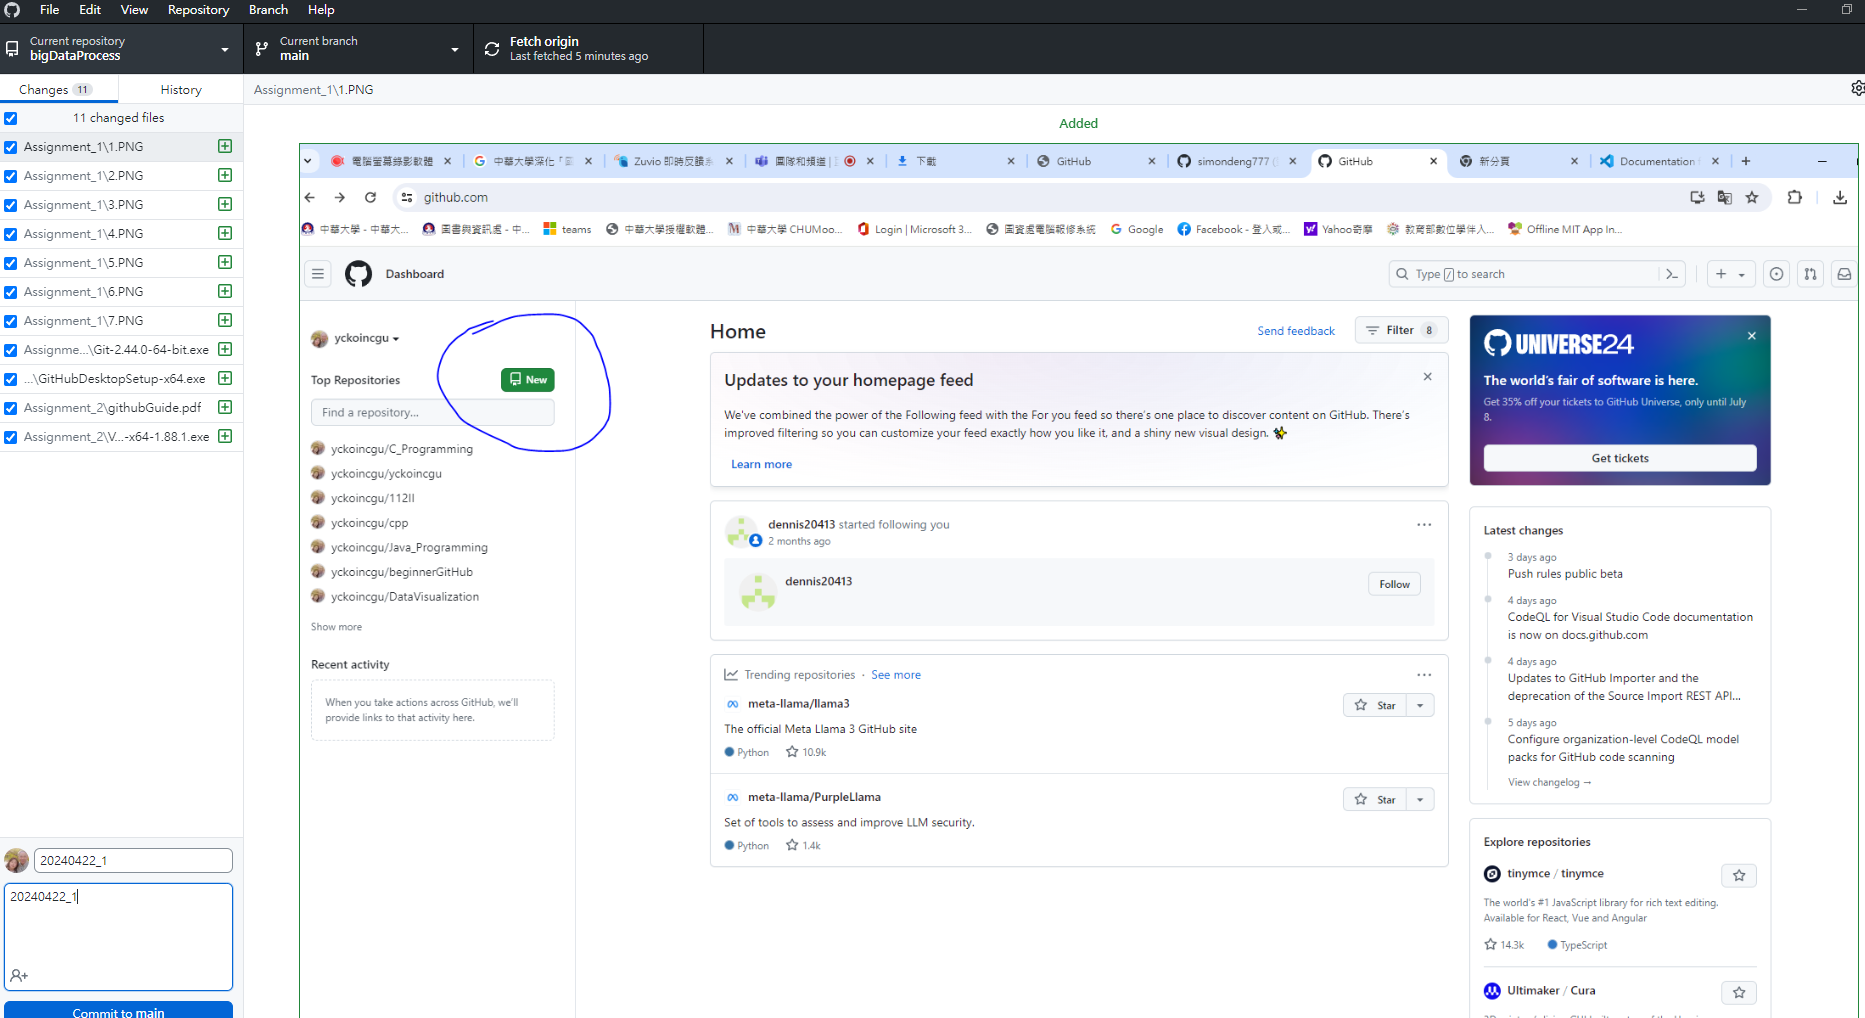 File Edit View Repository Branch Help
Current repository
bigDataProcess
Current branch
main
Fetch origin
Last fetched 5 minutes ago
Changes 11
History
Assignment_1\1.PNG
11 changed files
Assignment_1\1.PNG
Assignment_1\2.PNG
Assignment_1\3.PNG
Assignment_1\4.PNG
Assignment_1\5.PNG
Assignment_1\6.PNG
Assignment_1\7.PNG
Assignme...\Git-2.44.0-64-bit.exe
...\GitHubDesktopSetup-x64.exe
Assignment_2\githubGuide.pdf
Assignment_2\V...-x64-1.88.1.exe
20240422_1
20240422_1
Commit to main
Added
電腦螢幕錄影軟體
中華大學深化「
Zuvio 即時反饋
團隊和頻道 |
下載
GitHub
simondeng777 (
GitHub
新分頁
Documentation
github.com
中華大學 - 中華大...
圖書與資訊處 - 中...
teams
中華大學授權軟體...
中華大學 CHUMoo...
Login | Microsoft 3...
圖資處電腦報修系統
Google
Facebook - 登入或...
Yahoo奇摩
教育部數位學伴入...
Offline MIT App In...
Dashboard
Type / to search
yckoincgu
Top Repositories
New
Find a repository...
yckoincgu/C_Programming
yckoincgu/yckoincgu
yckoincgu/112II
yckoincgu/cpp
yckoincgu/Java_Programming
yckoincgu/beginnerGitHub
yckoincgu/DataVisualization
Show more
Recent activity
When you take actions across GitHub, we'll
provide links to that activity here.
Home
Send feedback
Filter 8
Updates to your homepage feed
We've combined the power of the Following feed with the For you feed so there's one place to discover content on GitHub. There's
improved filtering so you can customize your feed exactly how you like it, and a shiny new visual design. ✨
Learn more
dennis20413 started following you
2 months ago
dennis20413
Follow
Trending repositories · See more
meta-llama/llama3
Star
The official Meta Llama 3 GitHub site
Python 10.9k
meta-llama/PurpleLlama
Star
Set of tools to assess and improve LLM security.
Python 1.4k
UNIVERSE24
The world's fair of software is here.
Get 35% off your tickets to GitHub Universe, only until July
8.
Get tickets
Latest changes
3 days ago
Push rules public beta
4 days ago
CodeQL for Visual Studio Code documentation
is now on docs.github.com
4 days ago
Updates to GitHub Importer and the
deprecation of the Source Import REST API...
5 days ago
Configure organization-level CodeQL model
packs for GitHub code scanning
View changelog →
Explore repositories
tinymce / tinymce
The world's #1 JavaScript library for rich text editing.
Available for React, Vue and Angular
14.3k TypeScript
Ultimaker / Cura